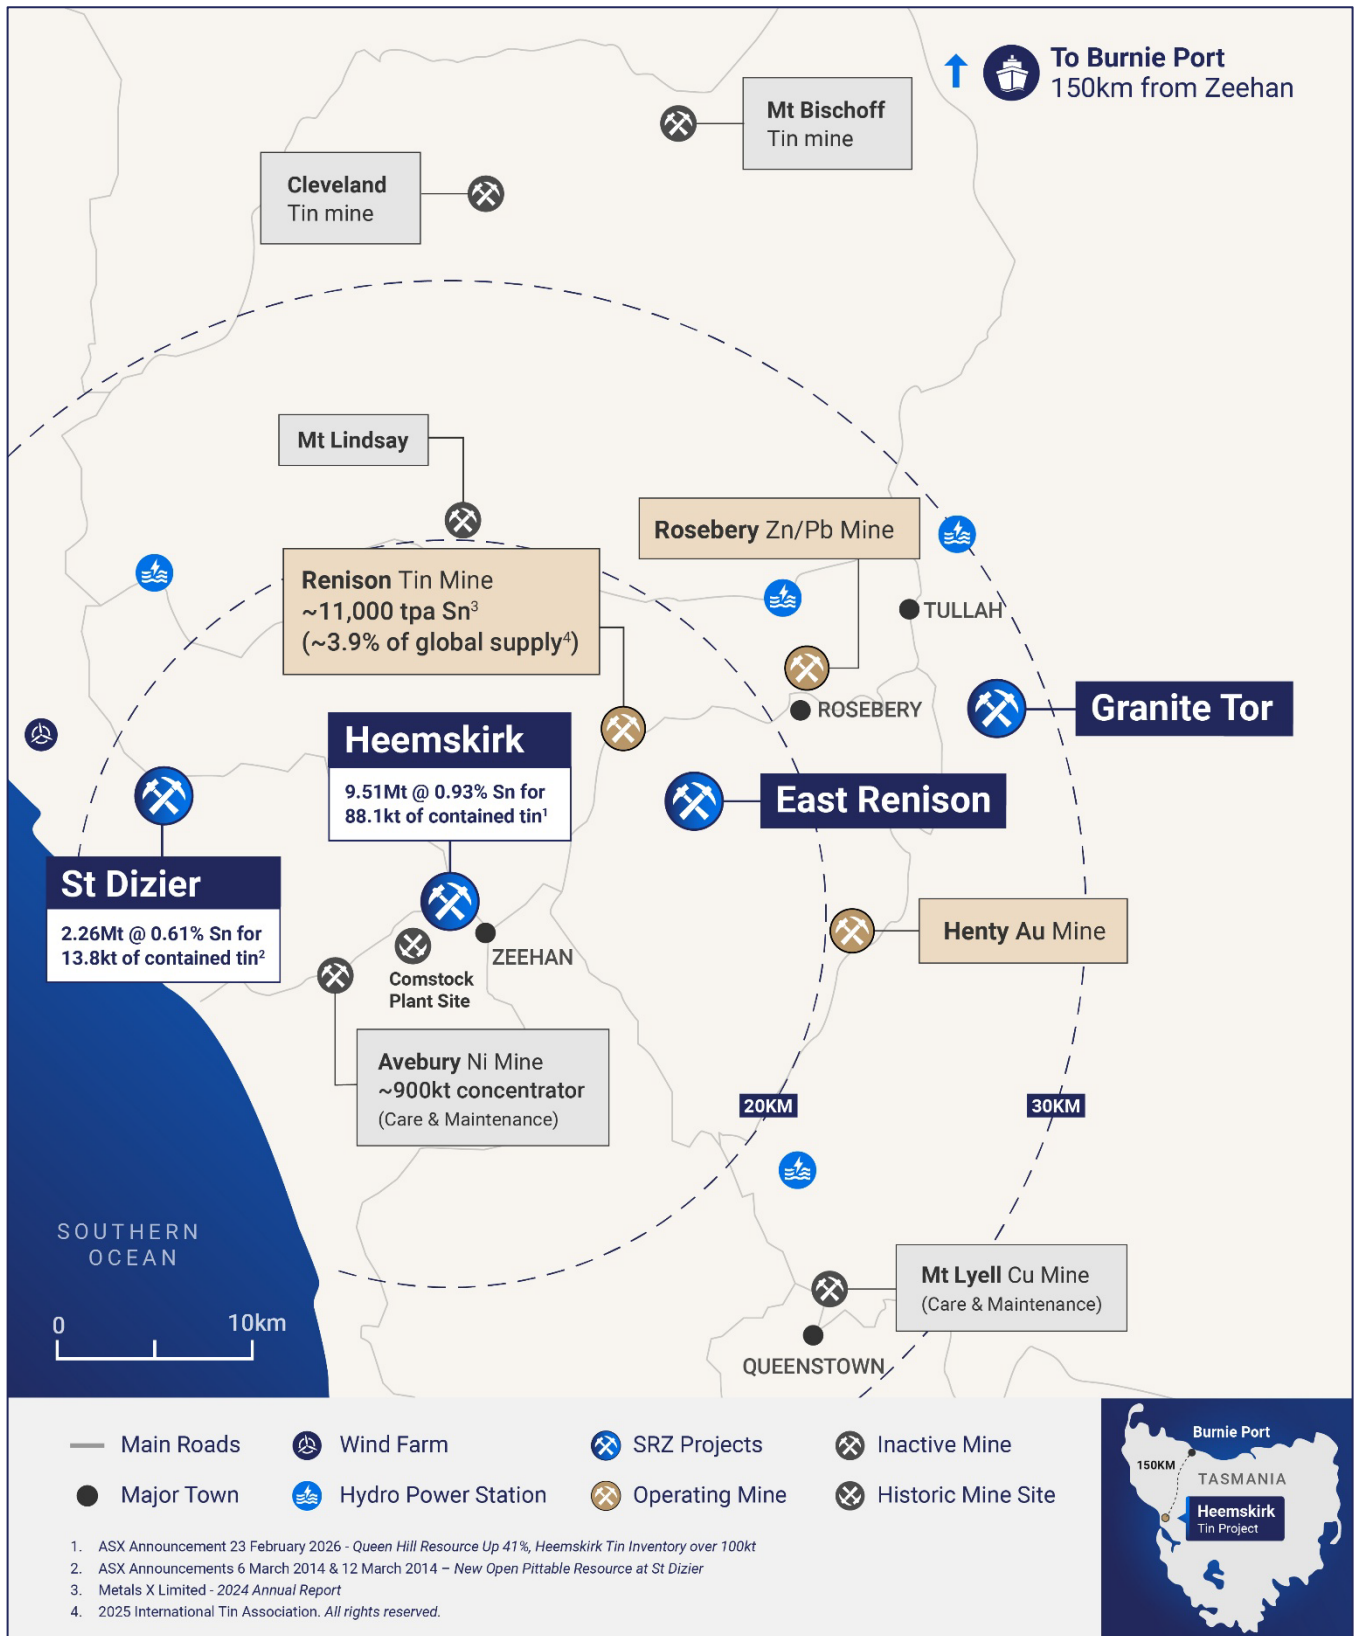 To Burnie Port
150km from Zeehan
Mt Bischoff
Tin mine
Cleveland
Tin mine
Mt Lindsay
Rosebery Zn/Pb Mine
Renison Tin Mine
~11,000 tpa Sn³
(~3.9% of global supply⁴)
TULLAH
ROSEBERY
Granite Tor
Heemskirk
9.51Mt @ 0.93% Sn for
88.1kt of contained tin¹
East Renison
St Dizier
2.26Mt @ 0.61% Sn for
13.8kt of contained tin²
Henty Au Mine
ZEEHAN
Comstock
Plant Site
Avebury Ni Mine
~900kt concentrator
(Care & Maintenance)
20KM
30KM
SOUTHERN
OCEAN
0 10km
Mt Lyell Cu Mine
(Care & Maintenance)
QUEENSTOWN
Main Roads
Wind Farm
SRZ Projects
Inactive Mine
Major Town
Hydro Power Station
Operating Mine
Historic Mine Site
1. ASX Announcement 23 February 2026 - Queen Hill Resource Up 41%, Heemskirk Tin Inventory over 100kt
2. ASX Announcements 6 March 2014 & 12 March 2014 – New Open Pittable Resource at St Dizier
3. Metals X Limited - 2024 Annual Report
4. 2025 International Tin Association. All rights reserved.
Burnie Port
150KM
TASMANIA
Heemskirk
Tin Project